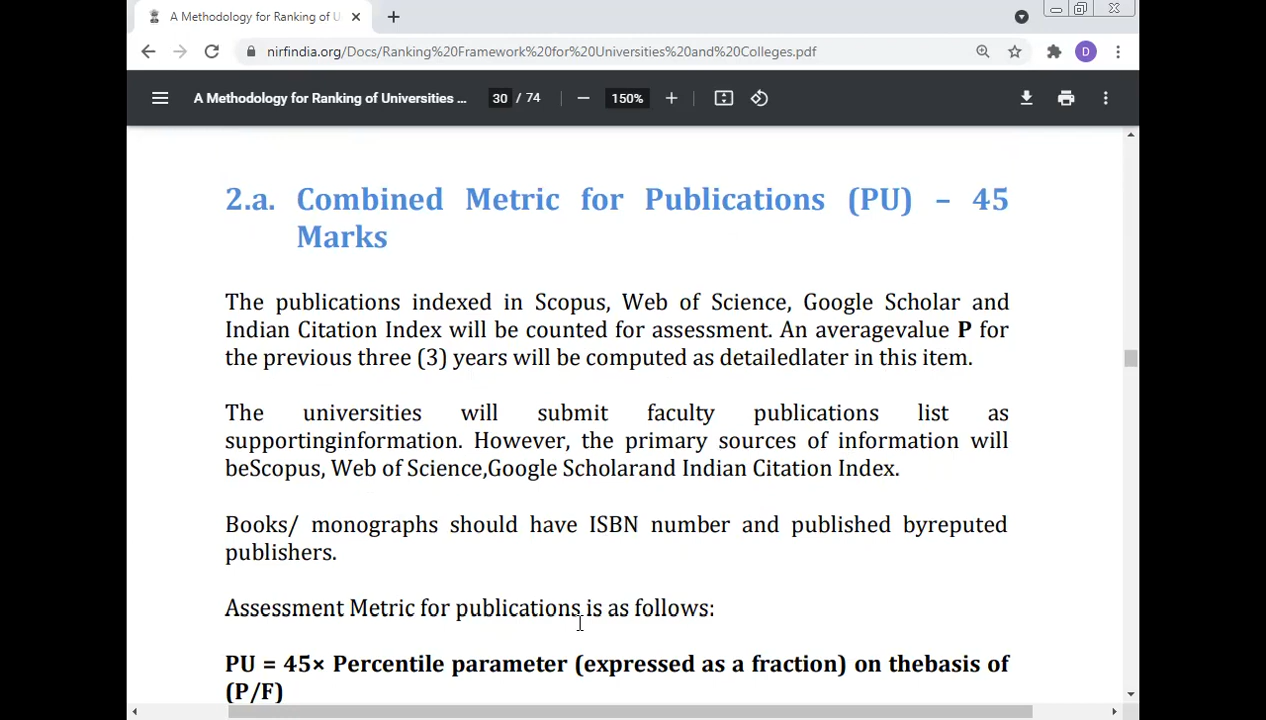 A Methodology for Ranking of U
nirfindia.org/Docs/Ranking%20Framework%20for%20Universities%20and%20Colleges.pdf
D
A Methodology for Ranking of Universities ... 30 / 74 150%
2.a. Combined Metric for Publications (PU) – 45
Marks
The publications indexed in Scopus, Web of Science, Google Scholar and
Indian Citation Index will be counted for assessment. An averagevalue P for
the previous three (3) years will be computed as detailedlater in this item.
The universities will submit faculty publications list as
supportinginformation. However, the primary sources of information will
beScopus, Web of Science,Google Scholarand Indian Citation Index.
Books/ monographs should have ISBN number and published byreputed
publishers.
Assessment Metric for publications is as follows:
PU = 45× Percentile parameter (expressed as a fraction) on thebasis of
(P/F)